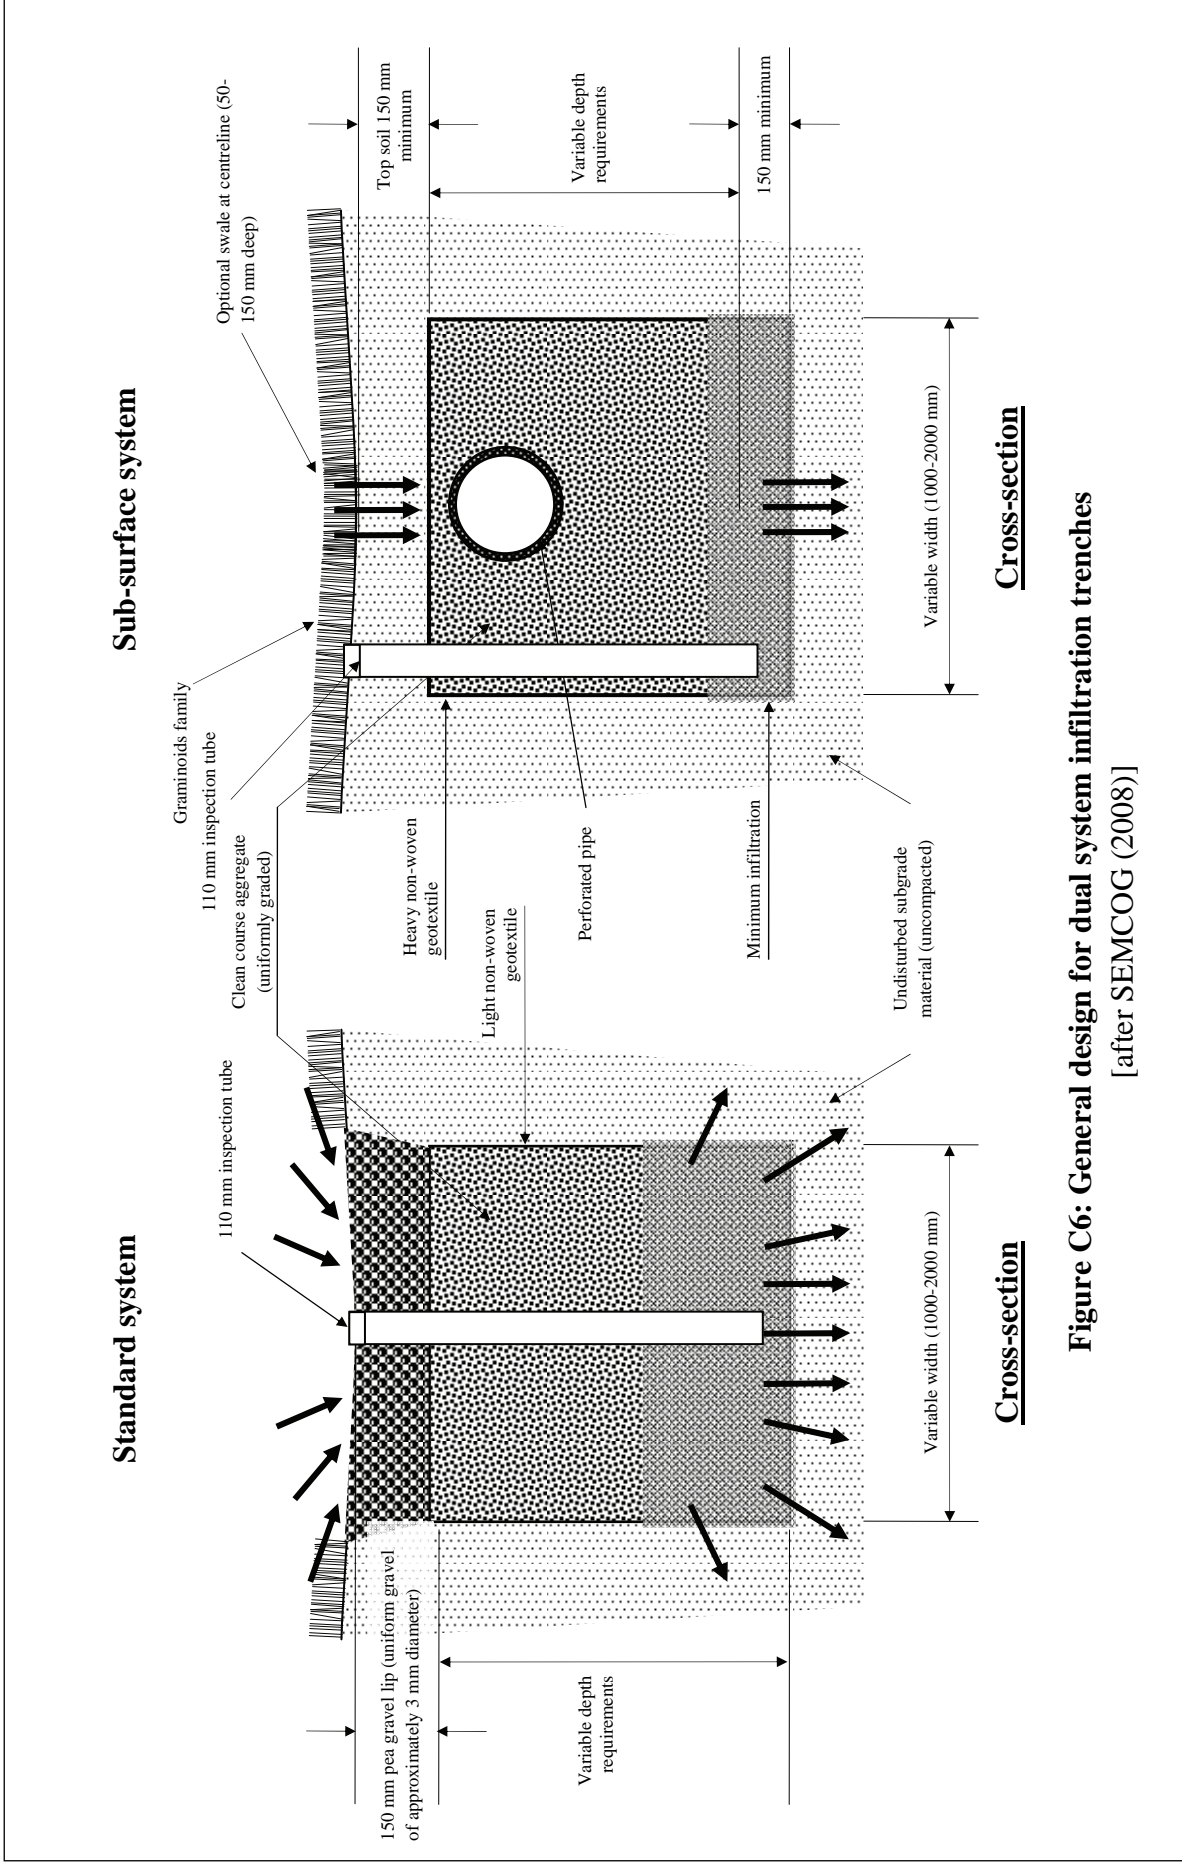 Standard system
Sub-surface system
110 mm inspection tube
Clean course aggregate
(uniformly graded)
110 mm inspection tube
Graminoids family
Optional swale at centreline (50-
150 mm deep)
150 mm pea gravel lip (uniform gravel
of approximately 3 mm diameter)
Variable depth
requirements
Light non-woven
geotextile
Heavy non-woven
geotextile
Perforated pipe
Minimum infiltration
Undisturbed subgrade
material (uncompacted)
Top soil 150 mm
minimum
Variable depth
requirements
150 mm minimum
Variable width (1000-2000 mm)
Variable width (1000-2000 mm)
Cross-section
Cross-section
Figure C6: General design for dual system infiltration trenches
[after SEMCOG (2008)]